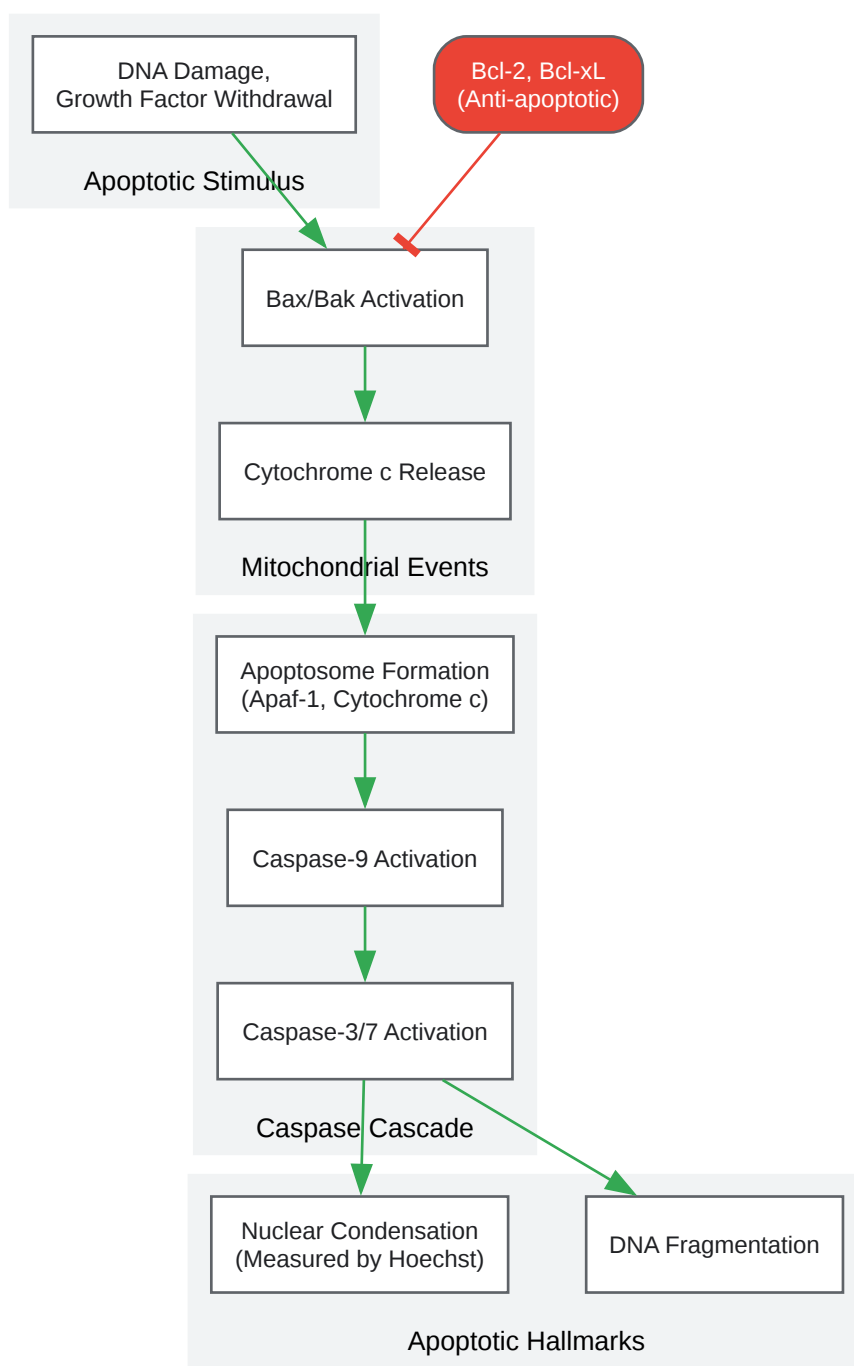 DNA Damage,
Growth Factor Withdrawal
Bcl-2, Bcl-xL
(Anti-apoptotic)
Apoptotic Stimulus
Bax/Bak Activation
Cytochrome c Release
Mitochondrial Events
Apoptosome Formation
(Apaf-1, Cytochrome c)
Caspase-9 Activation
Caspase-3/7 Activation
Caspase Cascade
Nuclear Condensation
(Measured by Hoechst)
DNA Fragmentation
Apoptotic Hallmarks